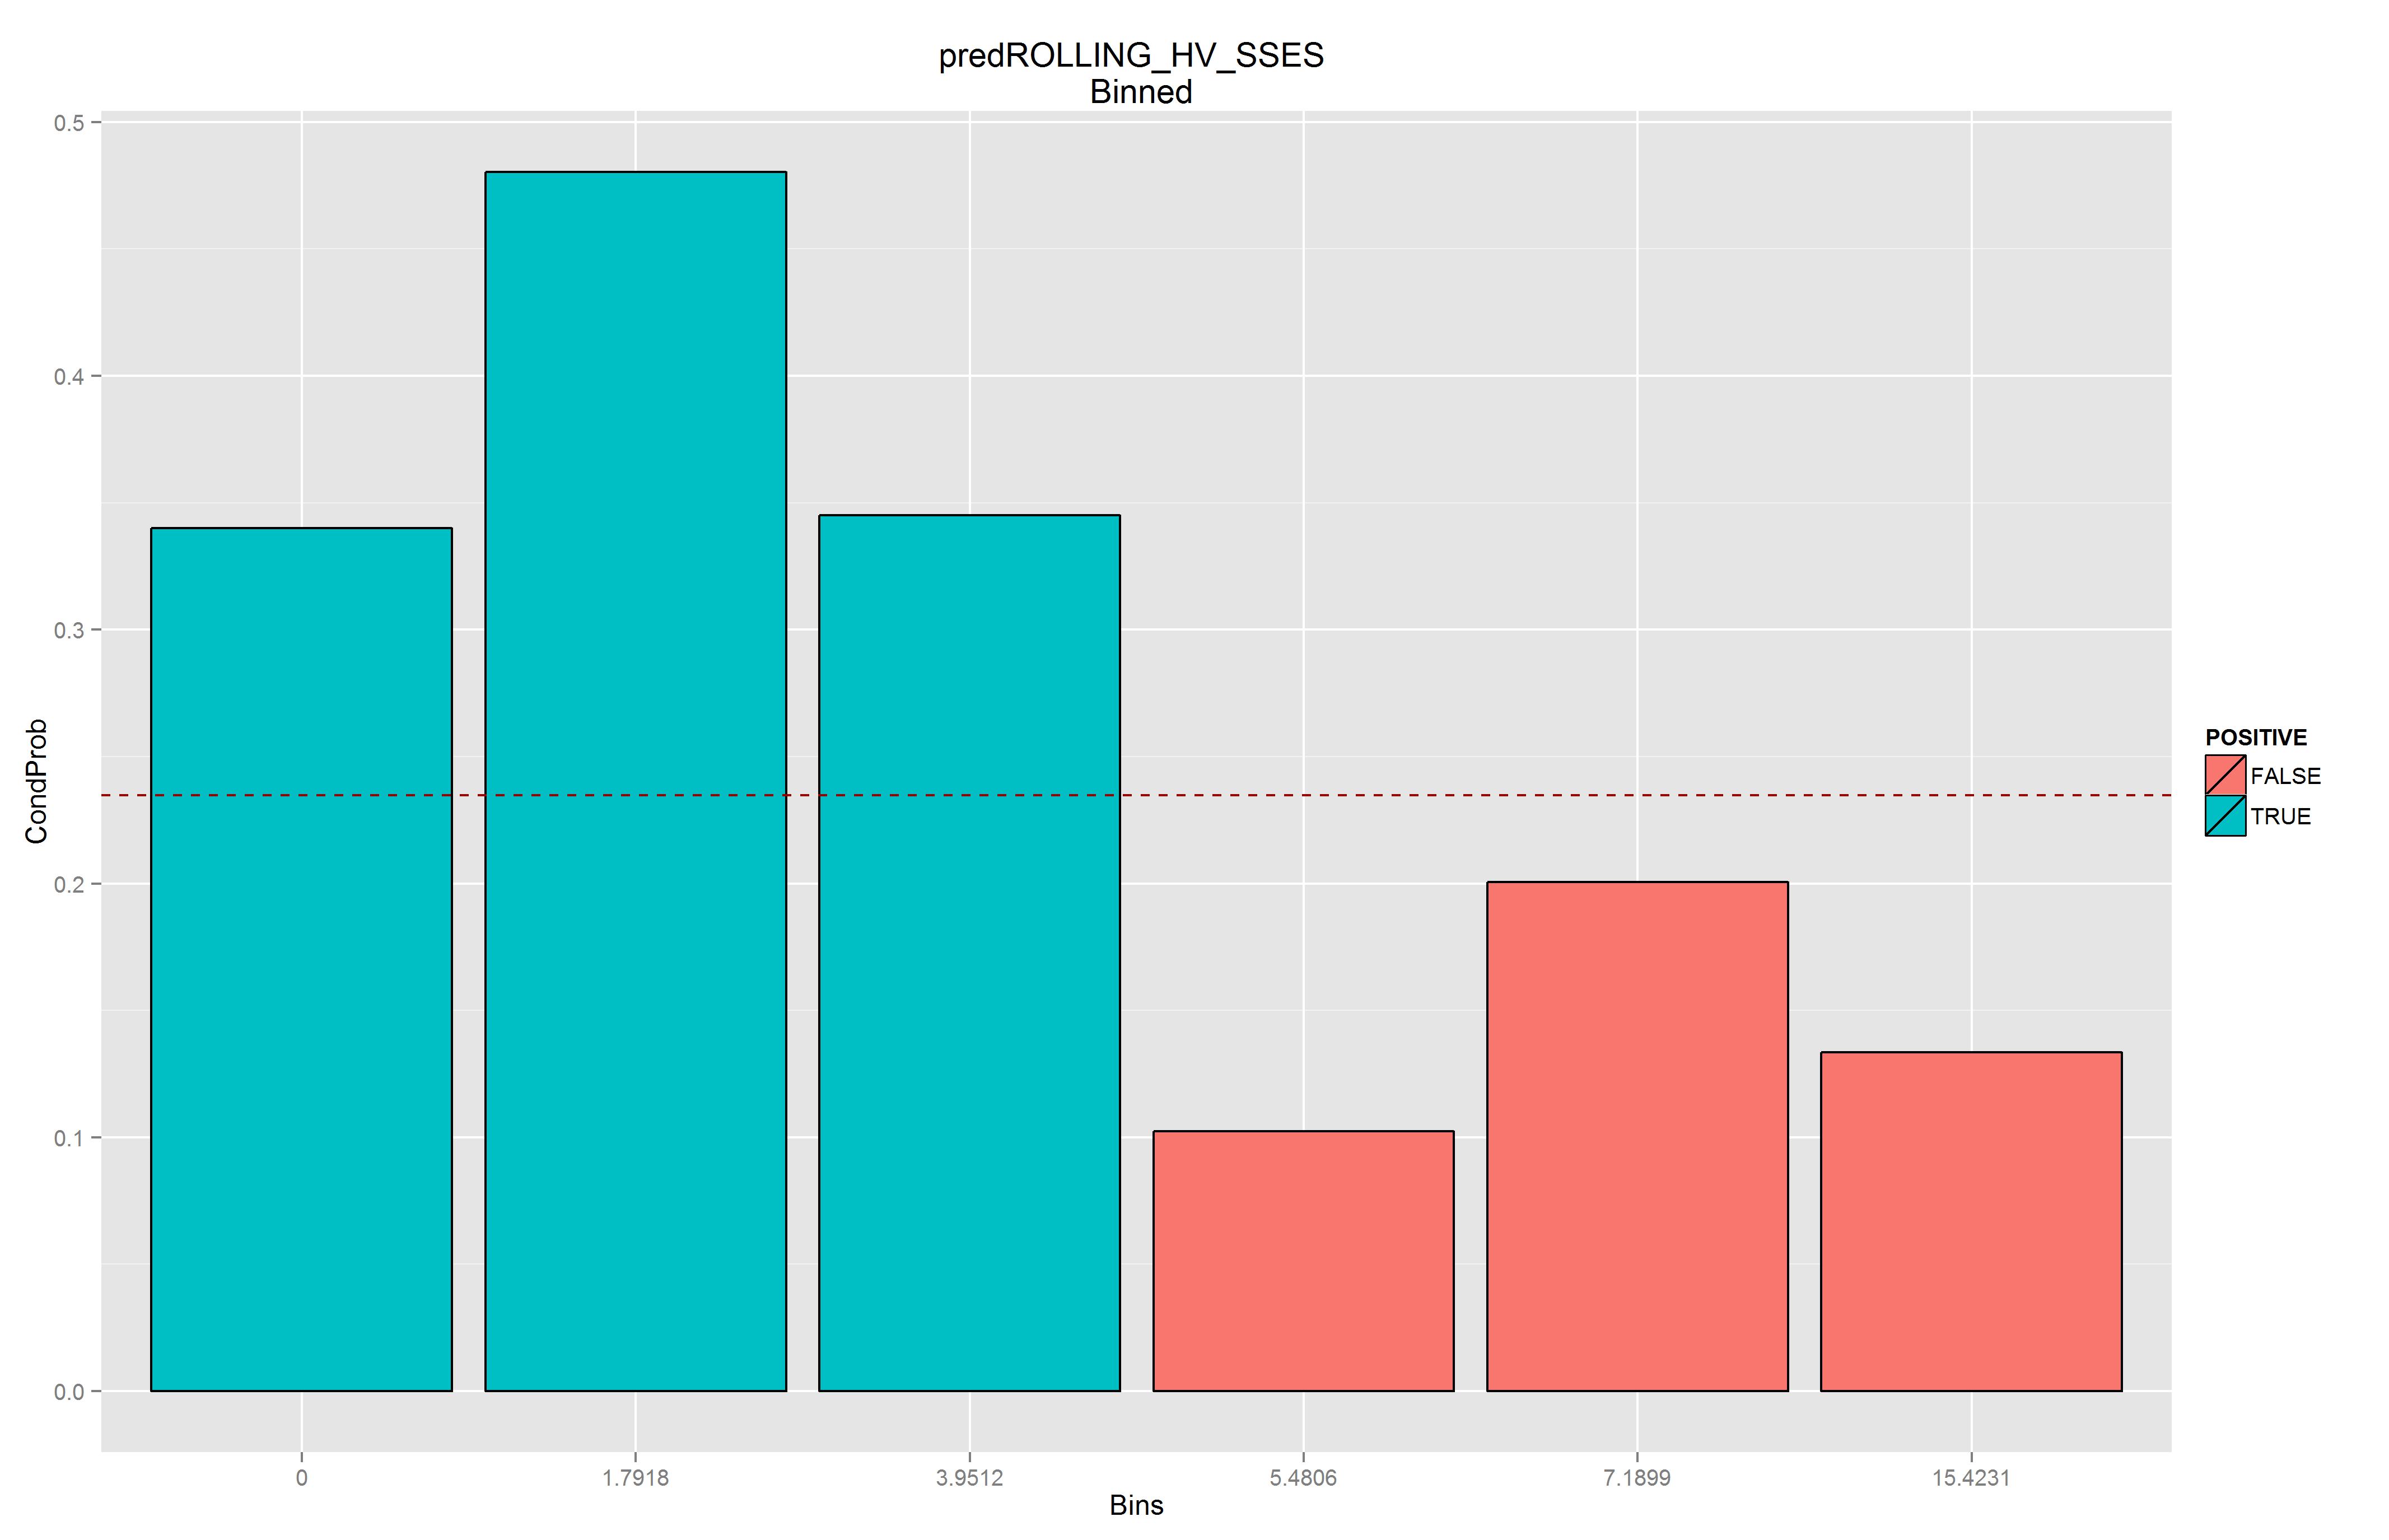 predROLLING_HV_SSES
Binned
0.5
0.4
0.3
0.2
0.1
0.0
CondProb
0 1.7918 3.9512 5.4806 7.1899 15.4231
Bins
POSITIVE
FALSE
TRUE